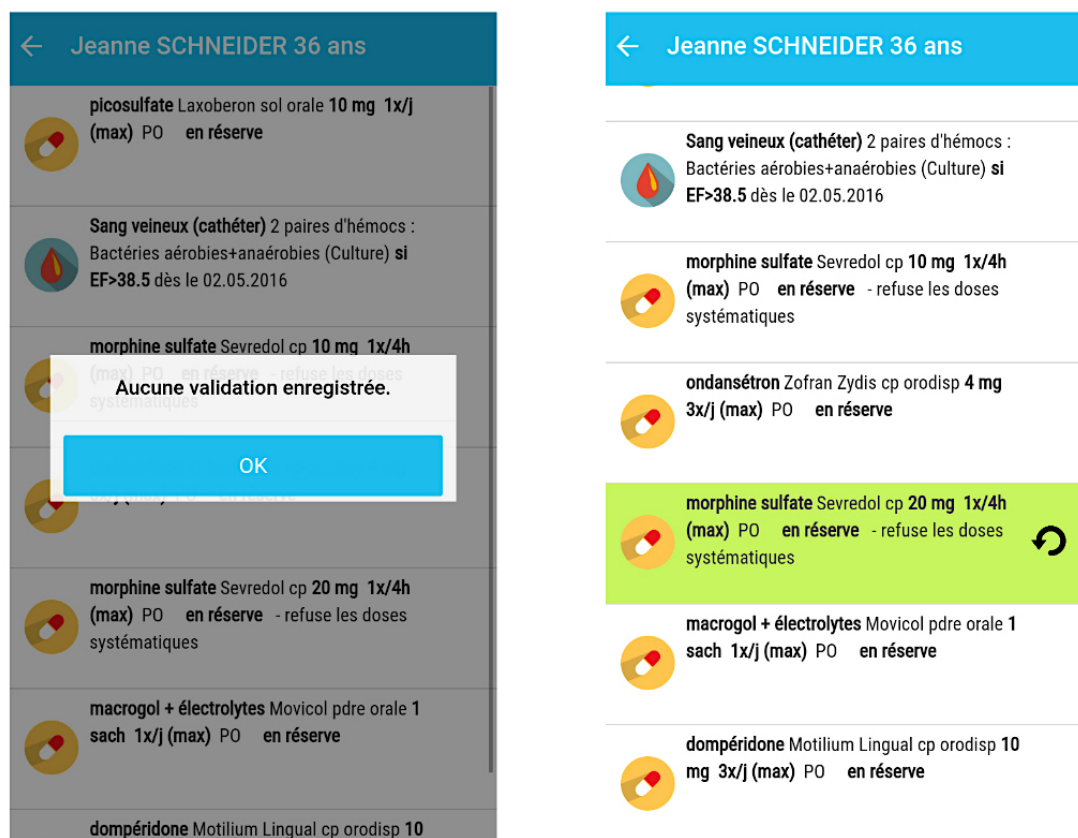 ← Jeanne SCHNEIDER 36 ans
picosulfate Laxoberon sol orale 10 mg 1x/j
(max) PO en réserve
Sang veineux (cathéter) 2 paires d'hémocs :
Bactéries aérobies+anaérobies (Culture) si
EF>38.5 dès le 02.05.2016
morphine sulfate Sevredol cp 10 mg 1x/4h
(max) PO en réserve - refuse les doses
systématiques
Aucune validation enregistrée.
OK
morphine sulfate Sevredol cp 20 mg 1x/4h
(max) PO en réserve - refuse les doses
systématiques
macrogol + électrolytes Movicol pdre orale 1
sach 1x/j (max) PO en réserve
dompéridone Motilium Lingual cp orodisp 10
← Jeanne SCHNEIDER 36 ans
Sang veineux (cathéter) 2 paires d'hémocs :
Bactéries aérobies+anaérobies (Culture) si
EF>38.5 dès le 02.05.2016
morphine sulfate Sevredol cp 10 mg 1x/4h
(max) PO en réserve - refuse les doses
systématiques
ondansétron Zofran Zydis cp orodisp 4 mg
3x/j (max) PO en réserve
morphine sulfate Sevredol cp 20 mg 1x/4h
(max) PO en réserve - refuse les doses
systématiques
macrogol + électrolytes Movicol pdre orale 1
sach 1x/j (max) PO en réserve
dompéridone Motilium Lingual cp orodisp 10
mg 3x/j (max) PO en réserve